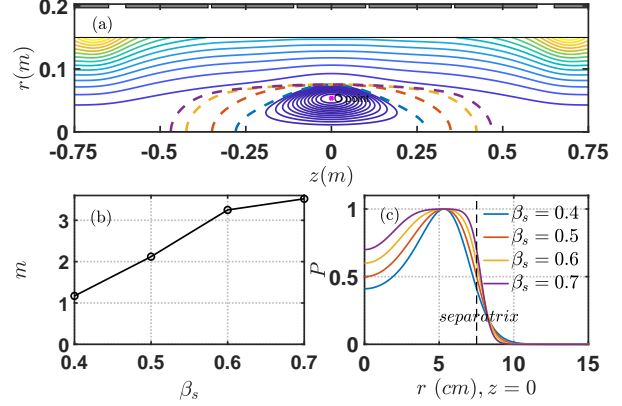 0.2
(a)
r(m)
0.1
O point
0
-0.75 -0.5 -0.25 0 0.25 0.5 0.75
z(m)
(b)
m
3
2
1
0
0.4 0.5 0.6 0.7
β_s
(c)
P
1
0.5
0
β_s = 0.4
β_s = 0.5
β_s = 0.6
β_s = 0.7
separatrix
0 5 10 15
r (cm), z = 0